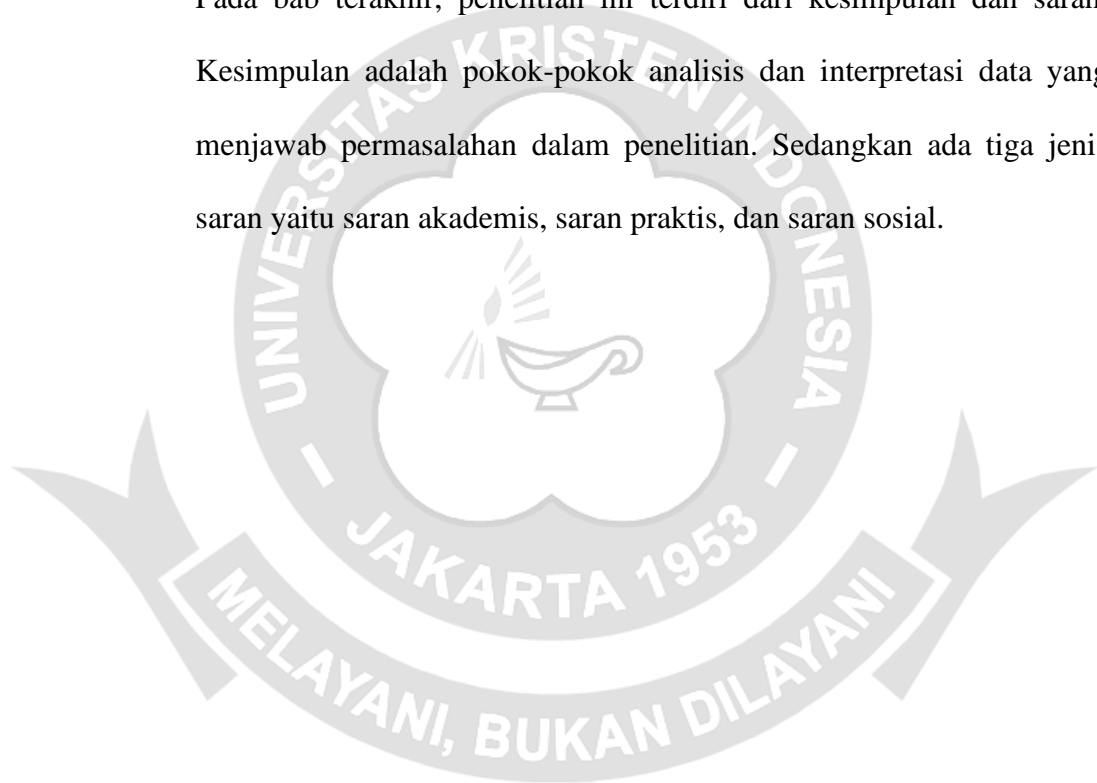 Pada bab terakhir, penelitian ini terdiri dari kesimpulan dan saran.
Kesimpulan adalah pokok-pokok analisis dan interpretasi data yang
menjawab permasalahan dalam penelitian. Sedangkan ada tiga jeni
saran yaitu saran akademis, saran praktis, dan saran sosial.
UNIVERSITAS KRISTEN INDONESIA
JAKARTA 1953
MELAYANI, BUKAN DILAYANI